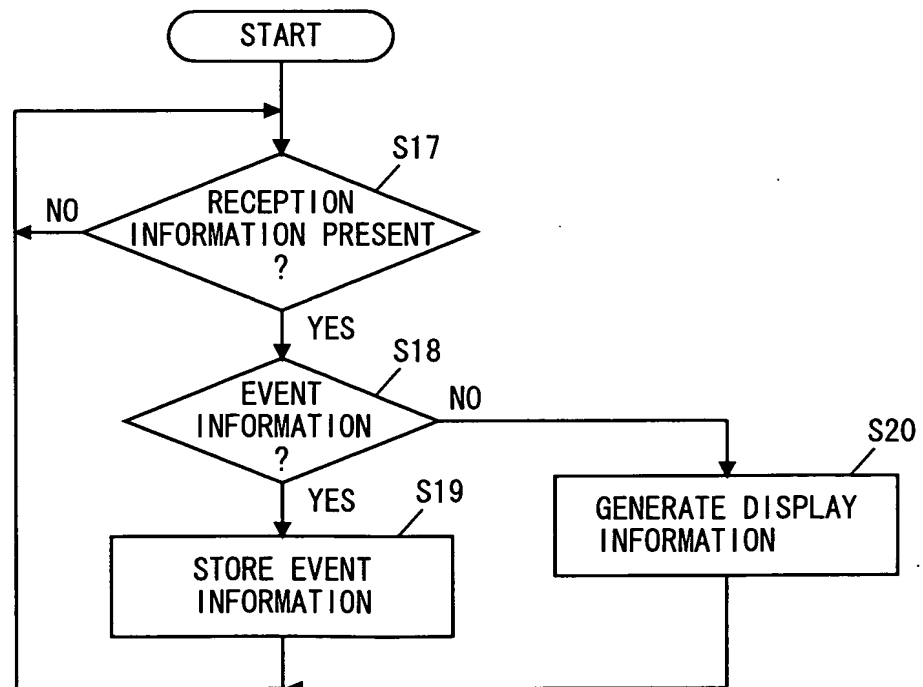 START
S17
NO
RECEPTION
INFORMATION PRESENT
?
YES
S18
EVENT
INFORMATION
?
NO
S20
YES
S19
GENERATE DISPLAY
INFORMATION
STORE EVENT
INFORMATION